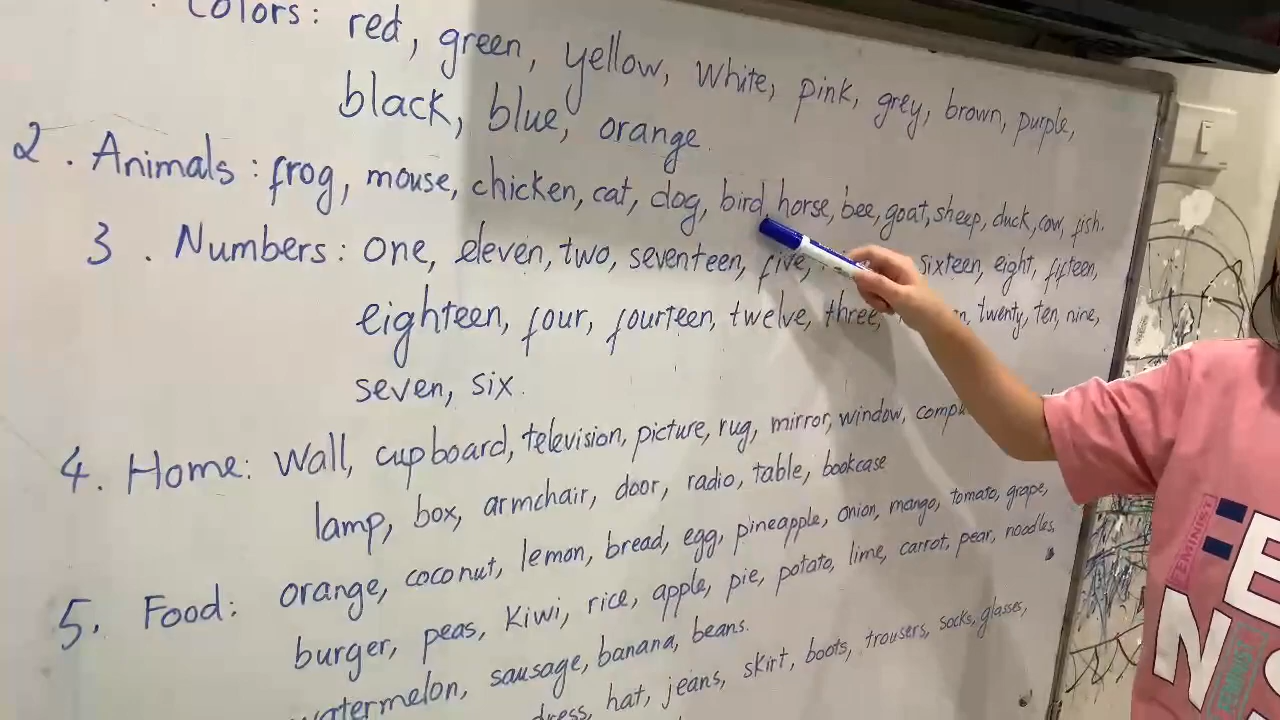 Colors: red, green, yellow, white, pink, grey, brown, purple,
black, blue, orange.
2. Animals: frog, mouse, chicken, cat, dog, bird, horse, bee, goat, sheep, duck, cow, fish.
3. Numbers: one, eleven, two, seventeen, five, sixteen, eight, fifteen,
eighteen, four, fourteen, twelve, three, twenty, ten, nine,
seven, six.
4. Home: wall, cupboard, television, picture, rug, mirror, window,
lamp, box, armchair, door, radio, table, bookcase
5. Food: orange, coconut, lemon, bread, egg, pineapple, onion, mango, tomato, grape,
burger, peas, kiwi, rice, apple, pie, potato, lime, carrot, pear, noodles,
watermelon, sausage, banana, beans.
dress, hat, jeans, skirt, boots, trousers, socks, glasses,
FEMINIST